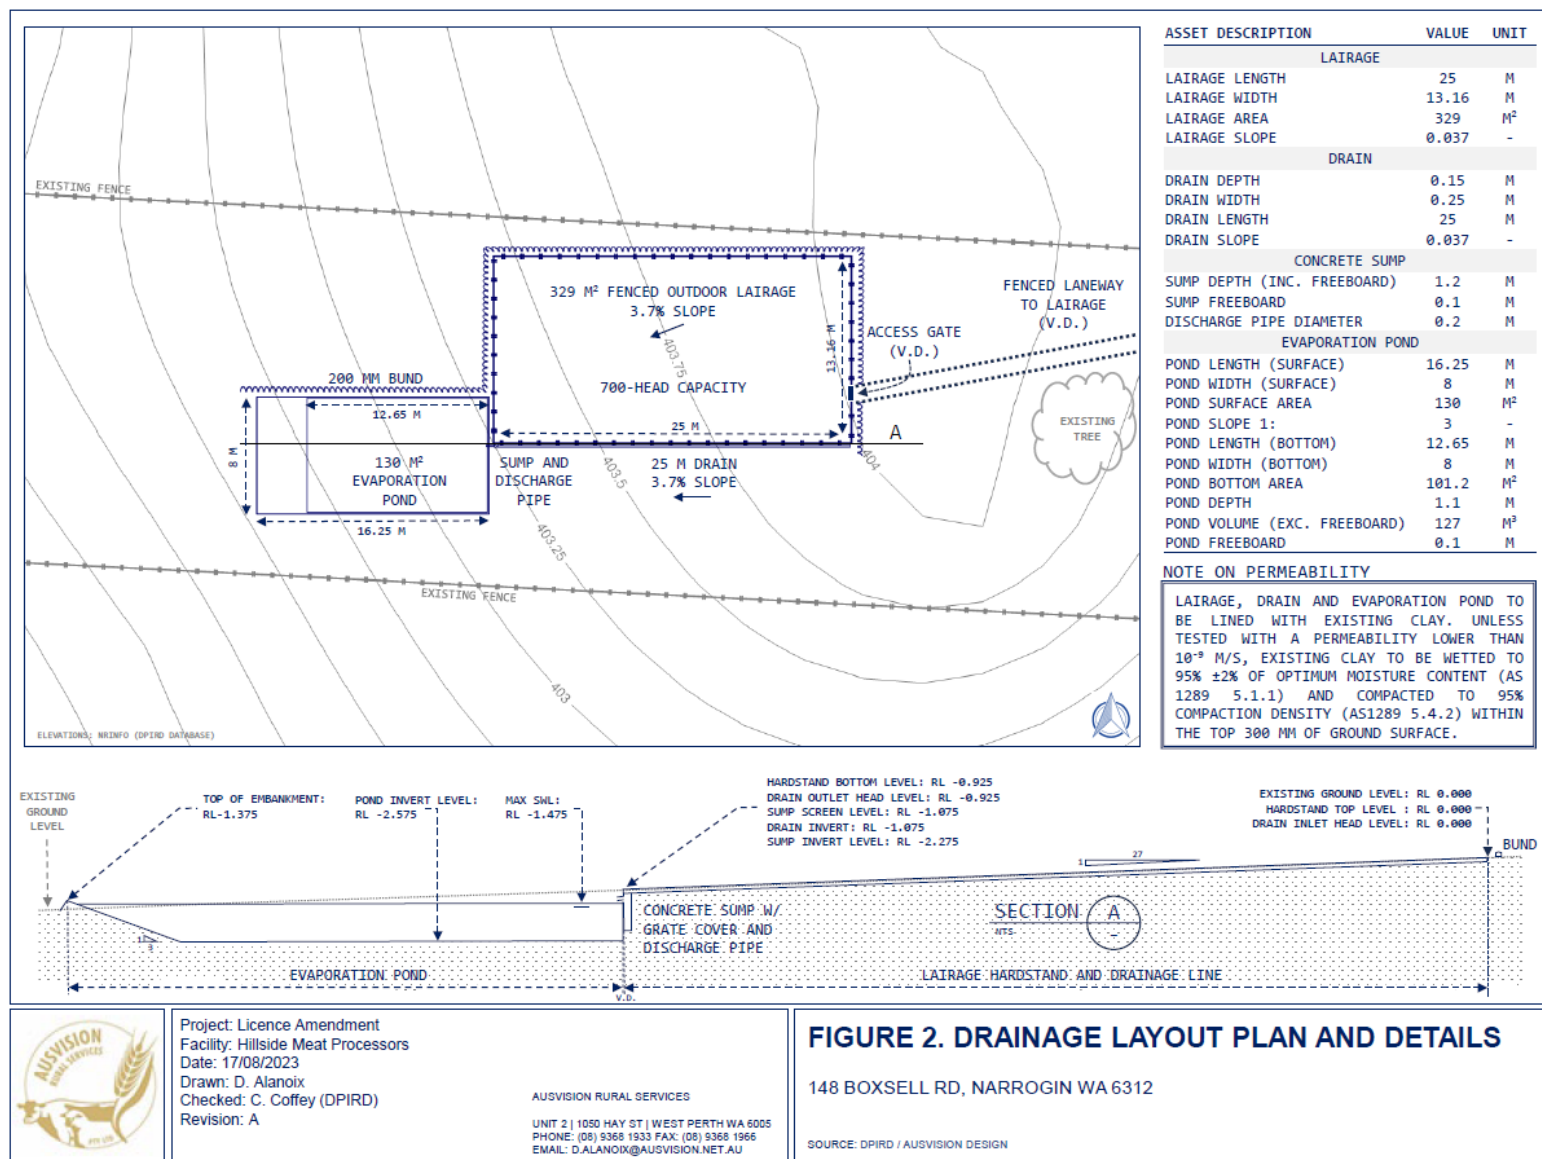 EXISTING FENCE
329 M² FENCED OUTDOOR LAIRAGE
3.7% SLOPE
403.75
13.16 M
700-HEAD CAPACITY
25 M
ACCESS GATE
(V.D.)
FENCED LANEWAY
TO LAIRAGE
(V.D.)
EXISTING
TREE
200 MM BUND
12.65 M
8 M
130 M²
EVAPORATION
POND
16.25 M
SUMP AND
DISCHARGE
PIPE
25 M DRAIN
3.7% SLOPE
A
404
403.5
403.25
403
EXISTING FENCE
ELEVATIONS: NRINFO (DPIRD DATABASE)
ASSET DESCRIPTION VALUE UNIT
LAIRAGE
LAIRAGE LENGTH 25 M
LAIRAGE WIDTH 13.16 M
LAIRAGE AREA 329 M²
LAIRAGE SLOPE 0.037 -
DRAIN
DRAIN DEPTH 0.15 M
DRAIN WIDTH 0.25 M
DRAIN LENGTH 25 M
DRAIN SLOPE 0.037 -
CONCRETE SUMP
SUMP DEPTH (INC. FREEBOARD) 1.2 M
SUMP FREEBOARD 0.1 M
DISCHARGE PIPE DIAMETER 0.2 M
EVAPORATION POND
POND LENGTH (SURFACE) 16.25 M
POND WIDTH (SURFACE) 8 M
POND SURFACE AREA 130 M²
POND SLOPE 1: 3 -
POND LENGTH (BOTTOM) 12.65 M
POND WIDTH (BOTTOM) 8 M
POND BOTTOM AREA 101.2 M²
POND DEPTH 1.1 M
POND VOLUME (EXC. FREEBOARD) 127 M³
POND FREEBOARD 0.1 M
NOTE ON PERMEABILITY
LAIRAGE, DRAIN AND EVAPORATION POND TO
BE LINED WITH EXISTING CLAY. UNLESS
TESTED WITH A PERMEABILITY LOWER THAN
10⁻⁹ M/S, EXISTING CLAY TO BE WETTED TO
95% ±2% OF OPTIMUM MOISTURE CONTENT (AS
1289 5.1.1) AND COMPACTED TO 95%
COMPACTION DENSITY (AS1289 5.4.2) WITHIN
THE TOP 300 MM OF GROUND SURFACE.
EXISTING
GROUND
LEVEL
TOP OF EMBANKMENT:
RL-1.375
POND INVERT LEVEL:
RL -2.575
MAX SWL:
RL -1.475
HARDSTAND BOTTOM LEVEL: RL -0.925
DRAIN OUTLET HEAD LEVEL: RL -0.925
SUMP SCREEN LEVEL: RL -1.075
DRAIN INVERT: RL -1.075
SUMP INVERT LEVEL: RL -2.275
EXISTING GROUND LEVEL: RL 0.000
HARDSTAND TOP LEVEL : RL 0.000
DRAIN INLET HEAD LEVEL: RL 0.000
BUND
1
27
1
3
CONCRETE SUMP W/
GRATE COVER AND
DISCHARGE PIPE
SECTION
NTS
A
-
EVAPORATION POND
LAIRAGE HARDSTAND AND DRAINAGE LINE
V.D.
AUSVISION
RURAL SERVICES
PTY LTD
Project: Licence Amendment
Facility: Hillside Meat Processors
Date: 17/08/2023
Drawn: D. Alanoix
Checked: C. Coffey (DPIRD)
Revision: A
AUSVISION RURAL SERVICES
UNIT 2 | 1050 HAY ST | WEST PERTH WA 6005
PHONE: (08) 9368 1933 FAX: (08) 9368 1966
EMAIL: D.ALANOIX@AUSVISION.NET.AU
FIGURE 2. DRAINAGE LAYOUT PLAN AND DETAILS
148 BOXSELL RD, NARROGIN WA 6312
SOURCE: DPIRD / AUSVISION DESIGN